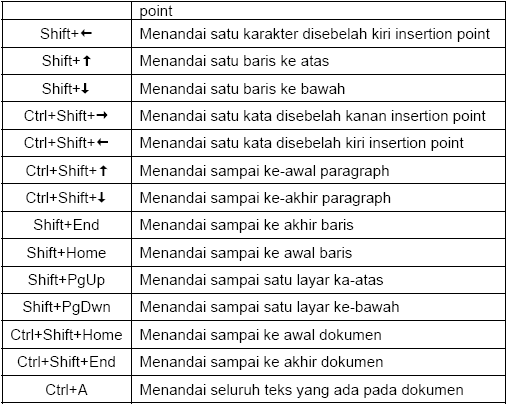 point
Shift+← Menandai satu karakter disebelah kiri insertion point
Shift+↑ Menandai satu baris ke atas
Shift+↓ Menandai satu baris ke bawah
Ctrl+Shift+→ Menandai satu kata disebelah kanan insertion point
Ctrl+Shift+← Menandai satu kata disebelah kiri insertion point
Ctrl+Shift+↑ Menandai sampai ke-awal paragraph
Ctrl+Shift+↓ Menandai sampai ke-akhir paragraph
Shift+End Menandai sampai ke akhir baris
Shift+Home Menandai sampai ke awal baris
Shift+PgUp Menandai sampai satu layar ka-atas
Shift+PgDwn Menandai sampai satu layar ke-bawah
Ctrl+Shift+Home Menandai sampai ke awal dokumen
Ctrl+Shift+End Menandai sampai ke akhir dokumen
Ctrl+A Menandai seluruh teks yang ada pada dokumen